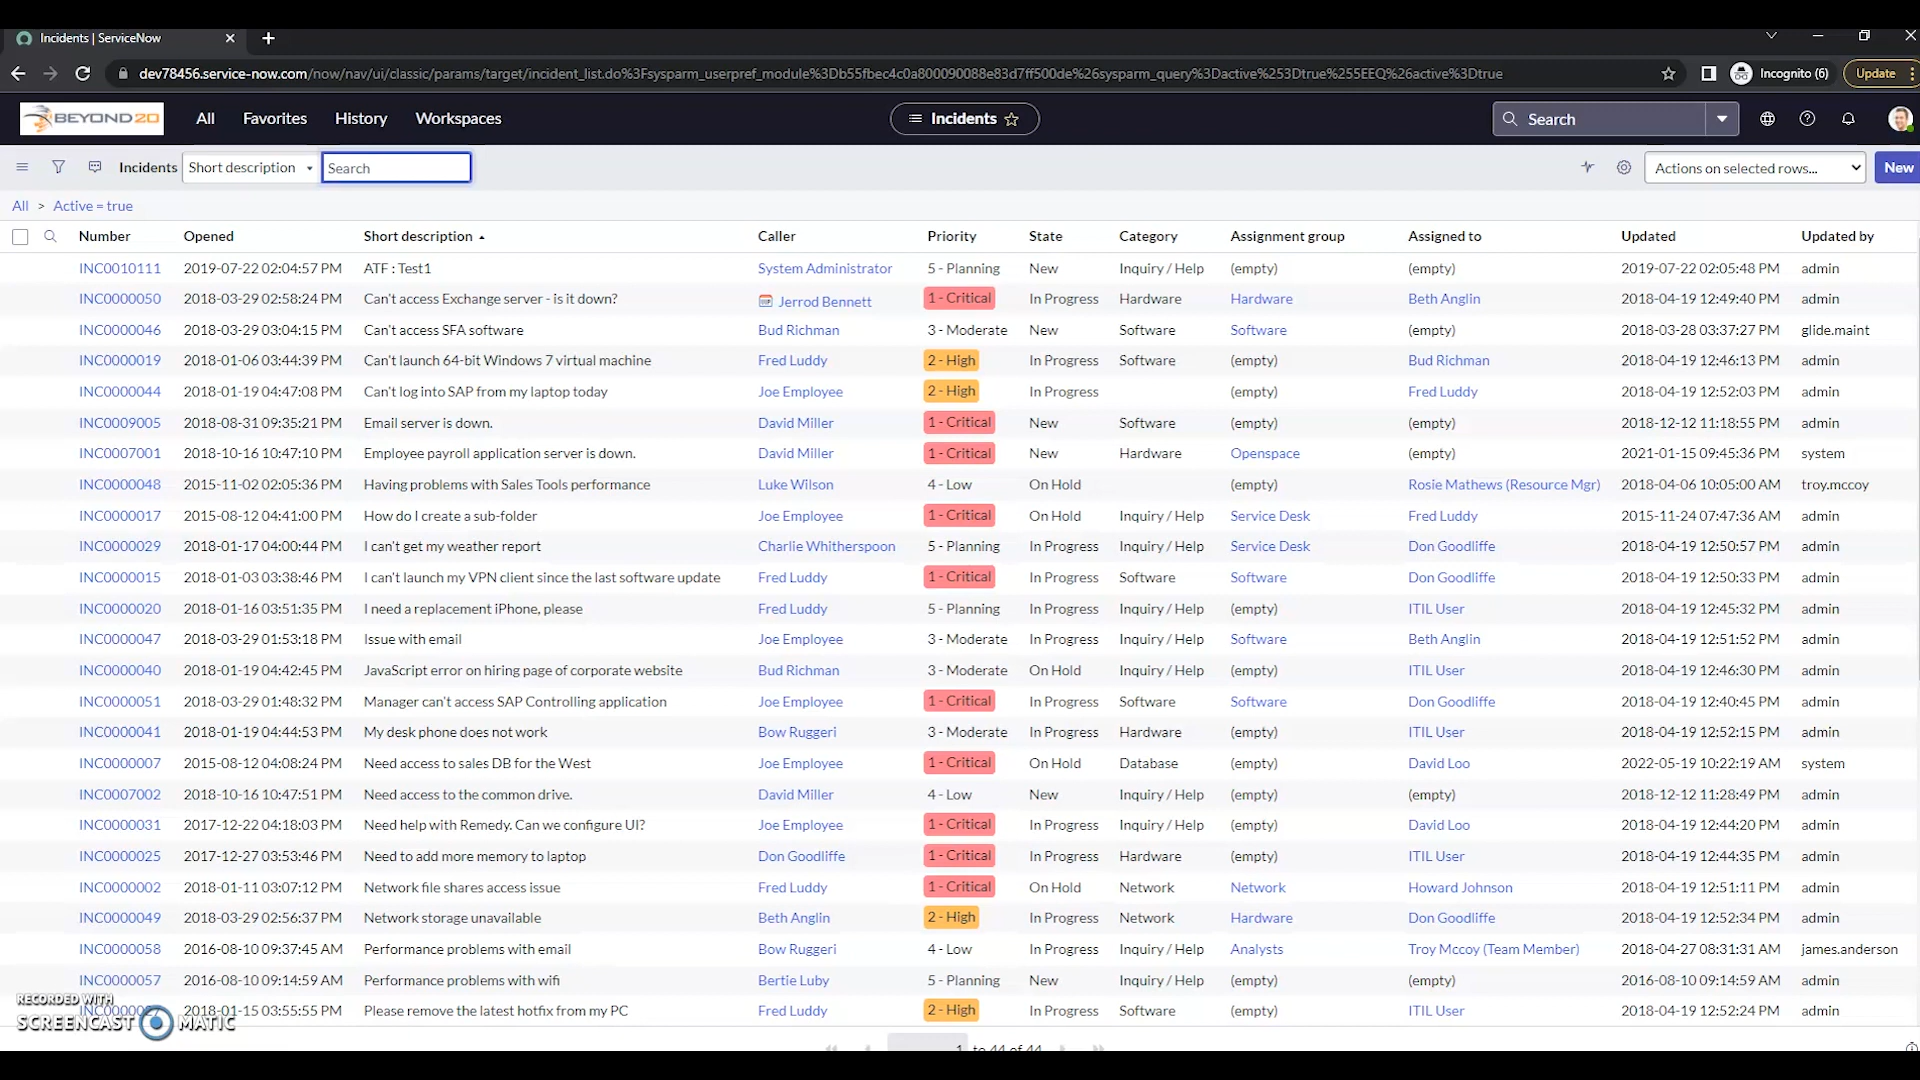 Incidents | ServiceNow
dev78456.service-now.com/now/nav/ui/classic/params/target/incident_list.do%3Fsysparm_userpref_module%3Db55fbec4c0a800090088e83d7ff500de%26sysparm_query%3Dactive%253Dtrue%255EEQ%26active%3Dtrue Incognito (6) Update
BEYOND20 All Favorites History Workspaces Incidents Search
Incidents Short description Search Actions on selected rows... New
All > Active = true
Number Opened Short description Caller Priority State Category Assignment group Assigned to Updated Updated by
INC0010111 2019-07-22 02:04:57 PM ATF : Test1 System Administrator 5 - Planning New Inquiry / Help (empty) (empty) 2019-07-22 02:05:48 PM admin
INC0000050 2018-03-29 02:58:24 PM Can't access Exchange server - is it down? Jerrod Bennett 1 - Critical In Progress Hardware Hardware Beth Anglin 2018-04-19 12:49:40 PM admin
INC0000046 2018-03-29 03:04:15 PM Can't access SFA software Bud Richman 3 - Moderate New Software Software (empty) 2018-03-28 03:37:27 PM glide.maint
INC0000019 2018-01-06 03:44:39 PM Can't launch 64-bit Windows 7 virtual machine Fred Luddy 2 - High In Progress Software (empty) Bud Richman 2018-04-19 12:46:13 PM admin
INC0000044 2018-01-19 04:47:08 PM Can't log into SAP from my laptop today Joe Employee 2 - High In Progress (empty) Fred Luddy 2018-04-19 12:52:03 PM admin
INC0009005 2018-08-31 09:35:21 PM Email server is down. David Miller 1 - Critical New Software (empty) (empty) 2018-12-12 11:18:55 PM admin
INC0007001 2018-10-16 10:47:10 PM Employee payroll application server is down. David Miller 1 - Critical New Hardware Openspace (empty) 2021-01-15 09:45:36 PM system
INC0000048 2015-11-02 02:05:36 PM Having problems with Sales Tools performance Luke Wilson 4 - Low On Hold (empty) Rosie Mathews (Resource Mgr) 2018-04-06 10:05:00 AM troy.mccoy
INC0000017 2015-08-12 04:41:00 PM How do I create a sub-folder Joe Employee 1 - Critical On Hold Inquiry / Help Service Desk Fred Luddy 2015-11-24 07:47:36 AM admin
INC0000029 2018-01-17 04:00:44 PM I can't get my weather report Charlie Whitherspoon 5 - Planning In Progress Inquiry / Help Service Desk Don Goodliffe 2018-04-19 12:50:57 PM admin
INC0000015 2018-01-03 03:38:46 PM I can't launch my VPN client since the last software update Fred Luddy 1 - Critical In Progress Software Software Don Goodliffe 2018-04-19 12:50:33 PM admin
INC0000020 2018-01-16 03:51:35 PM I need a replacement iPhone, please Fred Luddy 5 - Planning In Progress Inquiry / Help (empty) ITIL User 2018-04-19 12:45:32 PM admin
INC0000047 2018-03-29 01:53:18 PM Issue with email Joe Employee 3 - Moderate In Progress Inquiry / Help Software Beth Anglin 2018-04-19 12:51:52 PM admin
INC0000040 2018-01-19 04:42:45 PM JavaScript error on hiring page of corporate website Bud Richman 3 - Moderate On Hold Inquiry / Help (empty) ITIL User 2018-04-19 12:46:30 PM admin
INC0000051 2018-03-29 01:48:32 PM Manager can't access SAP Controlling application Joe Employee 1 - Critical In Progress Software Software Don Goodliffe 2018-04-19 12:40:45 PM admin
INC0000041 2018-01-19 04:44:53 PM My desk phone does not work Bow Ruggeri 3 - Moderate In Progress Hardware (empty) ITIL User 2018-04-19 12:52:15 PM admin
INC0000007 2015-08-12 04:08:24 PM Need access to sales DB for the West Joe Employee 1 - Critical On Hold Database (empty) David Loo 2022-05-19 10:22:19 AM system
INC0007002 2018-10-16 10:47:51 PM Need access to the common drive. David Miller 4 - Low New Inquiry / Help (empty) (empty) 2018-12-12 11:28:49 PM admin
INC0000031 2017-12-22 04:18:03 PM Need help with Remedy. Can we configure UI? Joe Employee 1 - Critical In Progress Inquiry / Help (empty) David Loo 2018-04-19 12:44:20 PM admin
INC0000025 2017-12-27 03:53:46 PM Need to add more memory to laptop Don Goodliffe 1 - Critical In Progress Hardware (empty) ITIL User 2018-04-19 12:44:35 PM admin
INC0000002 2018-01-11 03:07:12 PM Network file shares access issue Fred Luddy 1 - Critical On Hold Network Network Howard Johnson 2018-04-19 12:51:11 PM admin
INC0000049 2018-03-29 02:56:37 PM Network storage unavailable Beth Anglin 2 - High In Progress Network Hardware Don Goodliffe 2018-04-19 12:52:34 PM admin
INC0000058 2016-08-10 09:37:45 AM Performance problems with email Bow Ruggeri 4 - Low In Progress Inquiry / Help Analysts Troy Mccoy (Team Member) 2018-04-27 08:31:31 AM james.anderson
INC0000057 2016-08-10 09:14:59 AM Performance problems with wifi Bertie Luby 5 - Planning New Inquiry / Help (empty) (empty) 2016-08-10 09:14:59 AM admin
RECORDED WITH
2018-01-15 03:55:55 PM Please remove the latest hotfix from my PC Fred Luddy 2 - High In Progress Software (empty) ITIL User 2018-04-19 12:52:24 PM admin
SCREENCAST MATIC
1 to 44 of 44